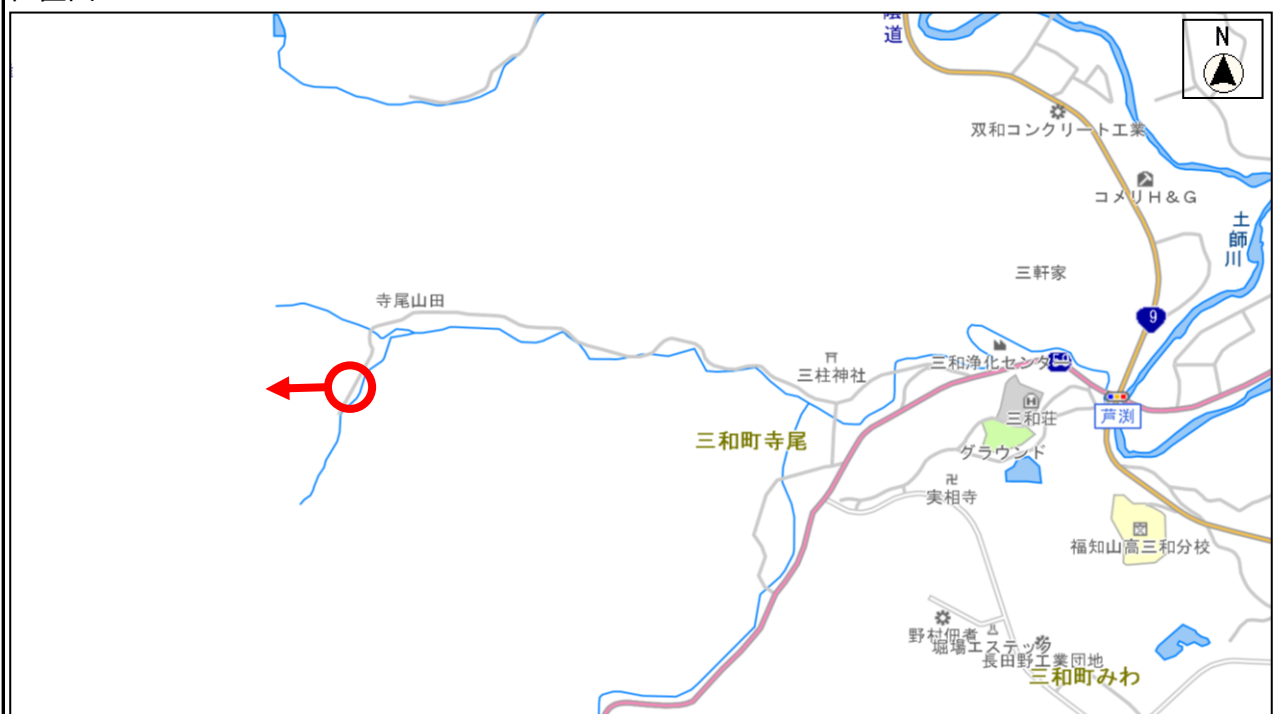 道
N
双和コンクリート工業
コメリH＆G
土師川
三軒家
寺尾山田
9
三柱神社
三和浄化センター
芦渕
三和荘
三和町寺尾
グラウンド
実相寺
福知山高三和分校
野村佃煮
堀場エステック
長田野工業団地
三和町みわ